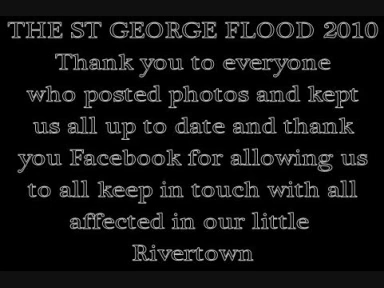 THE ST GEORGE FLOOD 2010
Thank you to everyone
who posted photos and kept
us all up to date and thank
you Facebook for allowing us
to all keep in touch with all
affected in our little
Rivertown